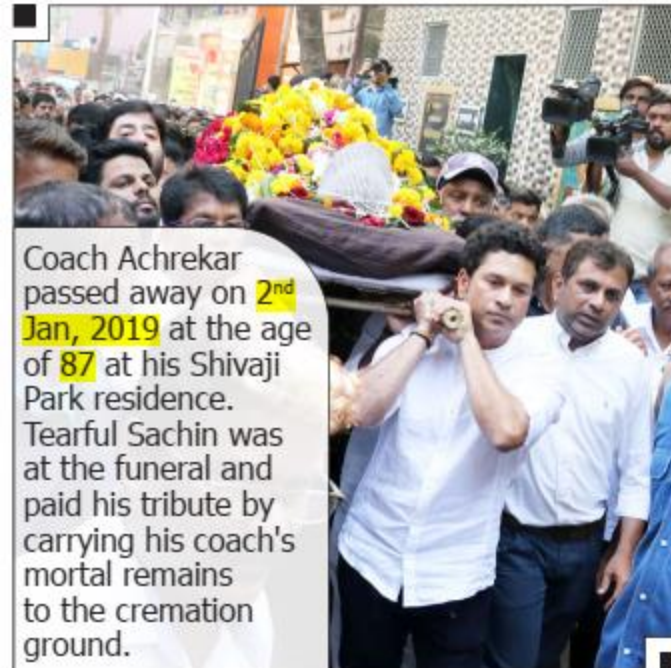 Coach Achrekar
passed away on 2nd
Jan, 2019 at the age
of 87 at his Shivaji
Park residence.
Tearful Sachin was
at the funeral and
paid his tribute by
carrying his coach's
mortal remains
to the cremation
ground.